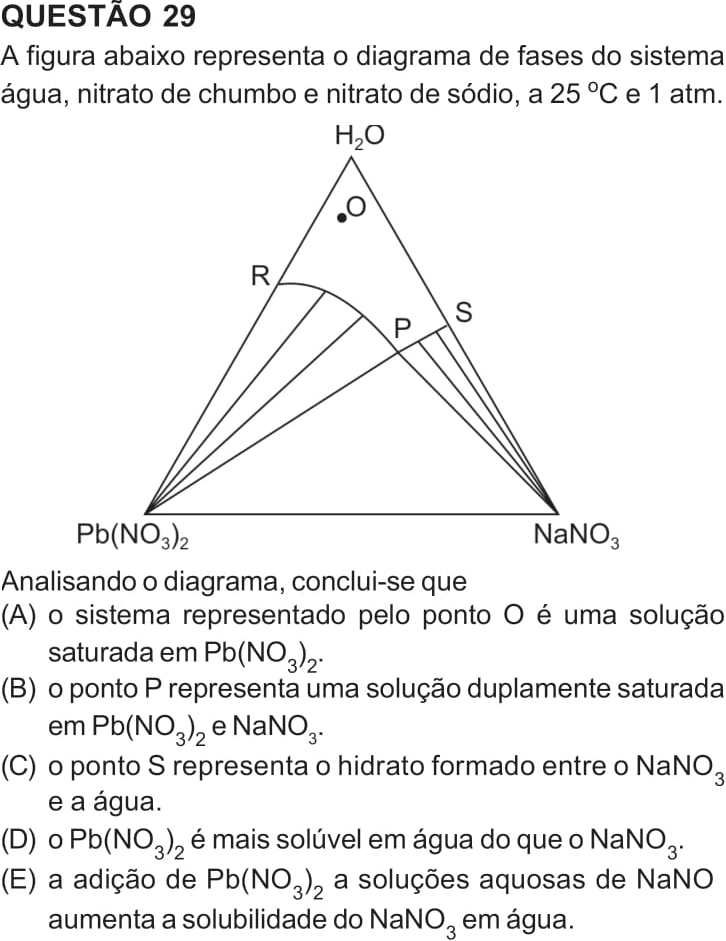 QUESTÃO 29
A figura abaixo representa o diagrama de fases do sistema
água, nitrato de chumbo e nitrato de sódio, a 25 ºC e 1 atm.
H₂O
O
R
S
P
Pb(NO₃)₂
NaNO₃
Analisando o diagrama, conclui-se que
(A) o sistema representado pelo ponto O é uma solução
saturada em Pb(NO₃)₂.
(B) o ponto P representa uma solução duplamente saturada
em Pb(NO₃)₂ e NaNO₃.
(C) o ponto S representa o hidrato formado entre o NaNO₃
e a água.
(D) o Pb(NO₃)₂ é mais solúvel em água do que o NaNO₃.
(E) a adição de Pb(NO₃)₂ a soluções aquosas de NaNO
aumenta a solubilidade do NaNO₃ em água.